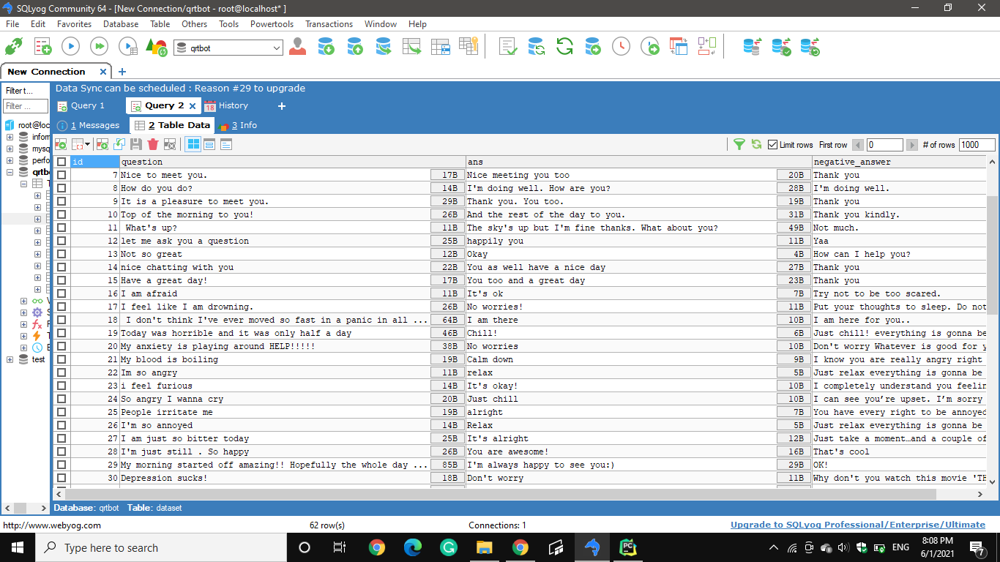 SQLyog Community 64 - [New Connection/qrtbot - root@localhost* ]
File Edit Favorites Database Table Others Tools Powertools Transactions Window Help
qrtbot
New Connection
Filter t...
Data Sync can be scheduled : Reason #29 to upgrade
Filter ...
Query 1 Query 2 History
18
root@loc
1 Messages 2 Table Data 3 Info
Limit rows First row 0 # of rows 1000
id question ans negative_answer
7 Nice to meet you. 17B Nice meeting you too 20B Thank you
8 How do you do? 14B I'm doing well. How are you? 28B I'm doing well.
9 It is a pleasure to meet you. 29B Thank you. You too. 19B Thank you
10 Top of the morning to you! 26B And the rest of the day to you. 31B Thank you kindly.
11 What's up? 11B The sky's up but I'm fine thanks. What about you? 49B Not much.
12 let me ask you a question 25B happily you 11B Yaa
13 Not so great 12B Okay 4B How can I help you?
14 nice chatting with you 22B You as well have a nice day 27B Thank you
15 Have a great day! 17B You too and a great day 23B Thank you
16 I am afraid 11B It's ok 7B Try not to be too scared.
17 I feel like I am drowning. 26B No worries! 11B Put your thoughts to sleep. Do not
18 I don't think I've ever moved so fast in a panic in all ... 64B I am there 10B I am here for you..
19 Today was horrible and it was only half a day 46B Chill! 6B Just chill! everything is gonna be
20 My anxiety is playing around HELP!!!!! 38B No worries 10B Don't worry Whatever is good for y
21 My blood is boiling 19B Calm down 9B I know you are really angry right
22 Im so angry 11B relax 5B Just relax everything is gonna be
23 i feel furious 14B It's okay! 10B I completely understand you feelin
24 So angry I wanna cry 20B Just chill 10B I can see you’re upset. I’m sorry
25 People irritate me 19B alright 7B You have every right to be annoyed
26 I'm so annoyed 14B Relax 5B Just relax everything is gonna be
27 I am just so bitter today 25B It's alright 12B Just take a moment…and a couple of
28 I'm just still . So happy 26B You are awesome! 16B That's cool
29 My morning started off amazing!! Hopefully the whole day ... 85B I'm always happy to see you:) 29B OK!
30 Depression sucks! 18B Don't worry 11B Why don't you watch this movie 'TH
inform
mysq
perfo
qrtb
test
Database: qrtbot Table: dataset
http://www.webyog.com 62 row(s) Connections: 1 Upgrade to SQLyog Professional/Enterprise/Ultimate
Type here to search
PC
ENG
8:08 PM
6/1/2021
7